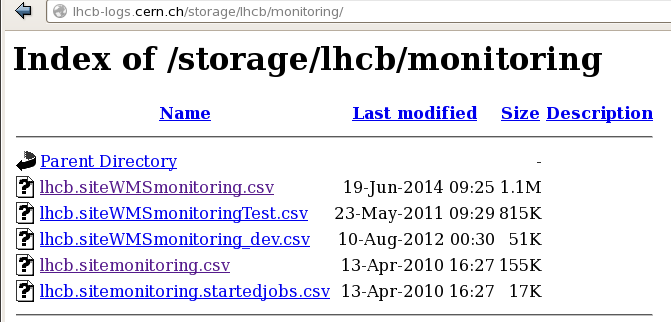 lhcb-logs.cern.ch/storage/lhcb/monitoring/
Index of /storage/lhcb/monitoring
Name Last modified Size Description
Parent Directory -
lhcb.siteWMSmonitoring.csv 19-Jun-2014 09:25 1.1M
lhcb.siteWMSmonitoringTest.csv 23-May-2011 09:29 815K
lhcb.siteWMSmonitoring_dev.csv 10-Aug-2012 00:30 51K
lhcb.sitemonitoring.csv 13-Apr-2010 16:27 155K
lhcb.sitemonitoring.startedjobs.csv 13-Apr-2010 16:27 17K